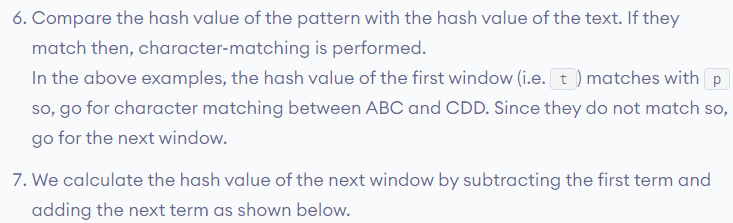 6. Compare the hash value of the pattern with the hash value of the text. If they
match then, character-matching is performed.
In the above examples, the hash value of the first window (i.e. t ) matches with p
so, go for character matching between ABC and CDD. Since they do not match so,
go for the next window.
7. We calculate the hash value of the next window by subtracting the first term and
adding the next term as shown below.